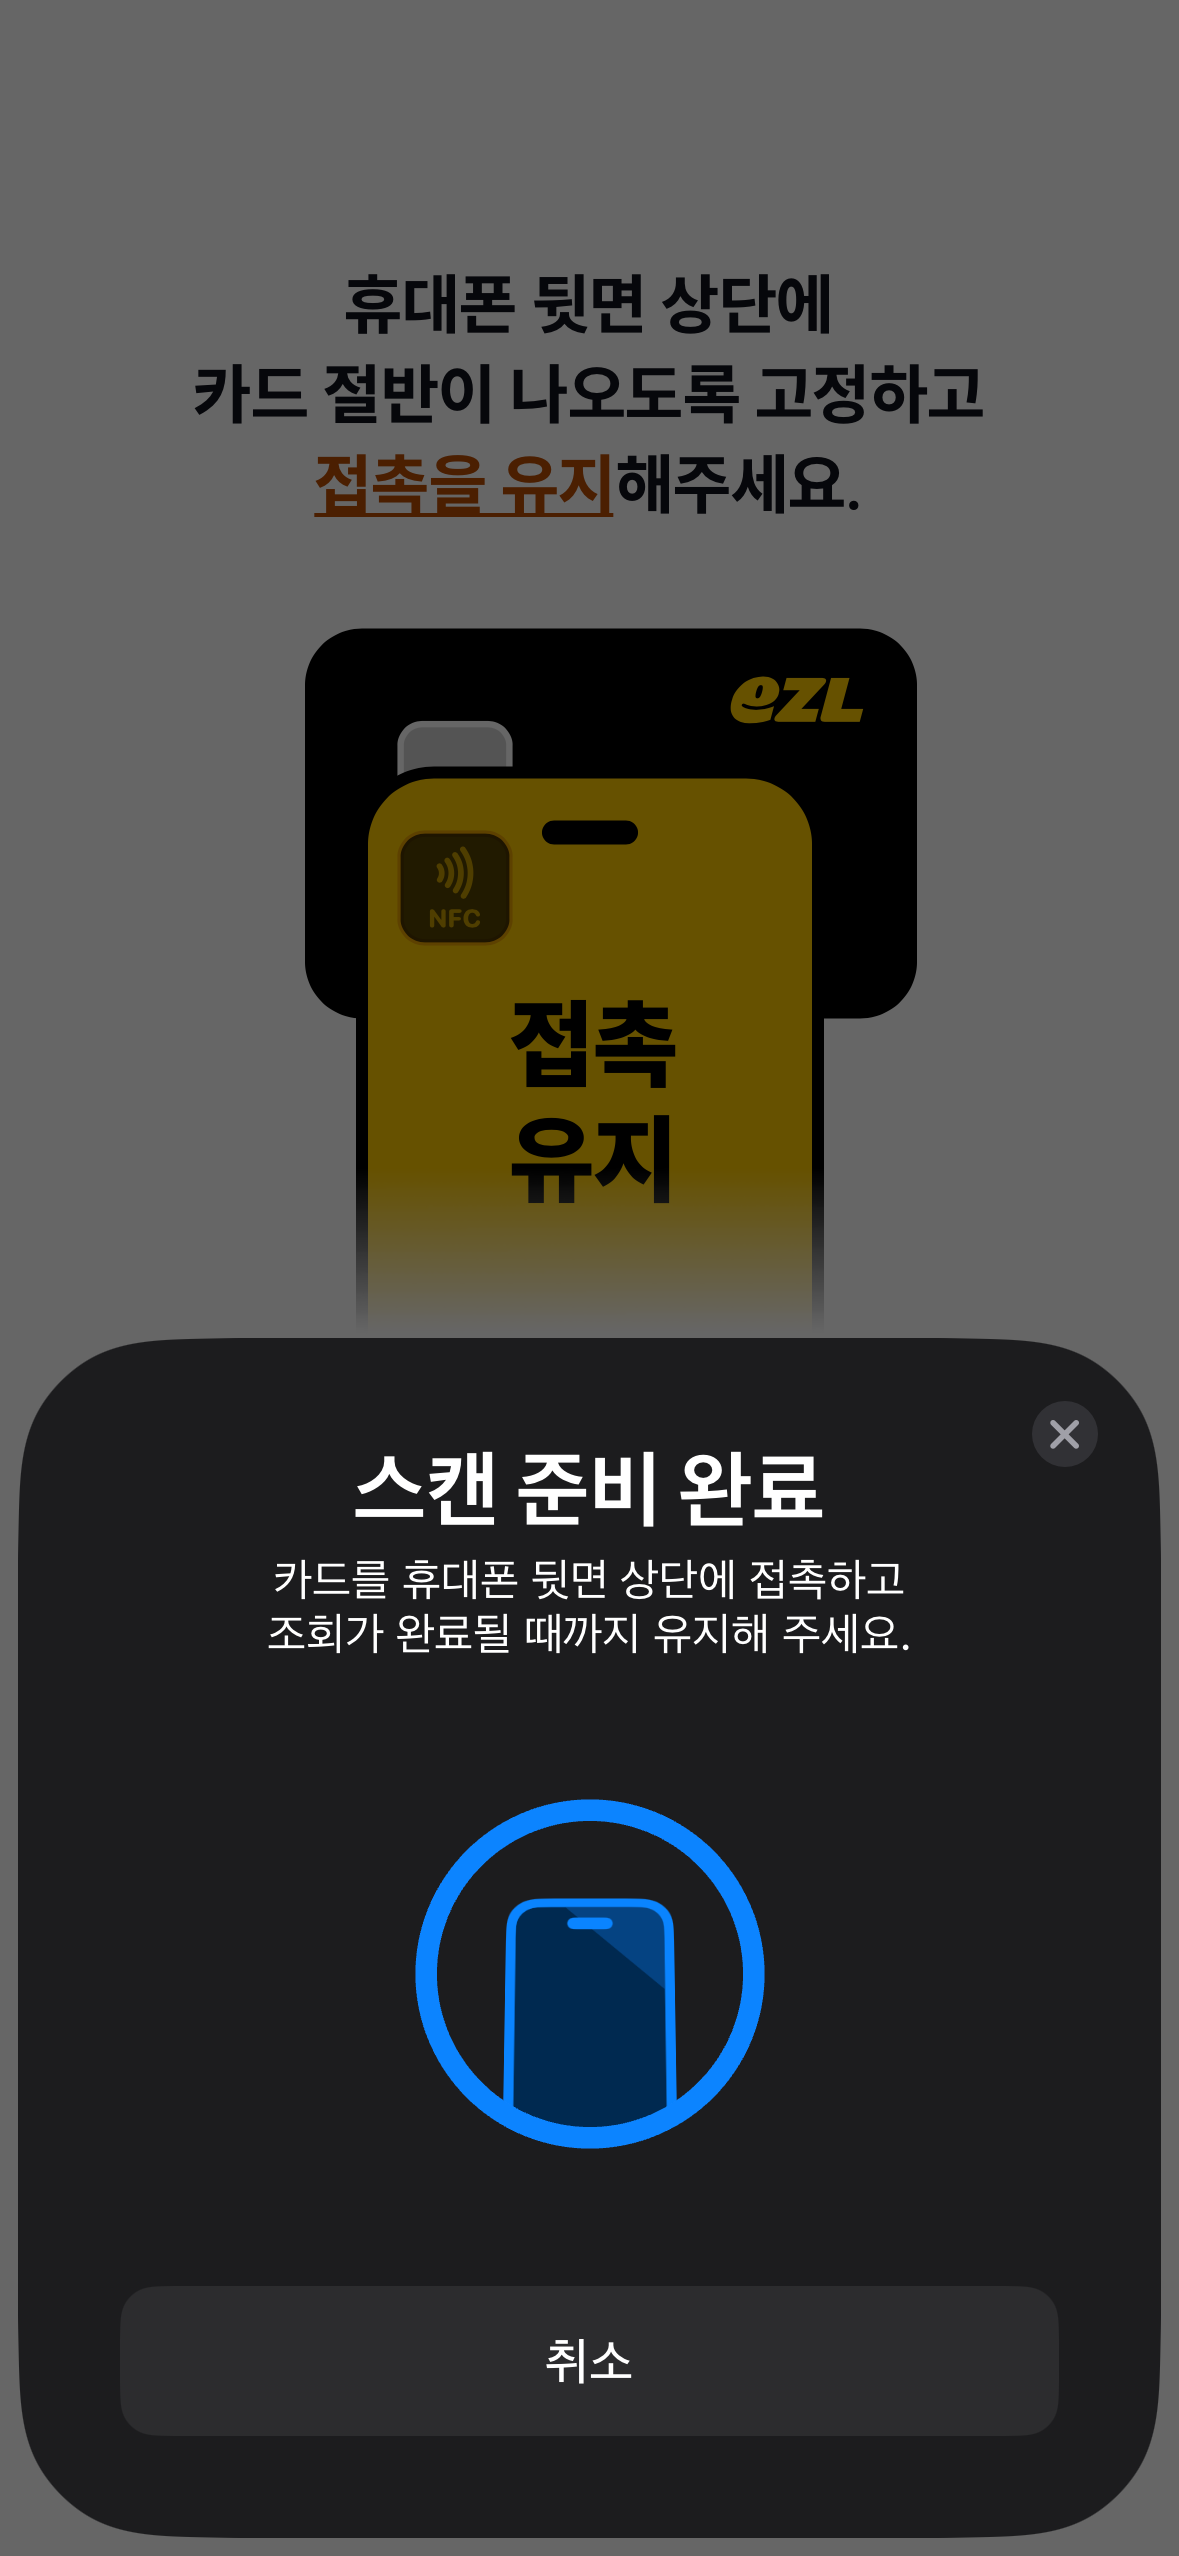 휴대폰 뒷면 상단에
카드 절반이 나오도록 고정하고
접촉을 유지해주세요.
eZL
NFC
접촉
유지
스캔 준비 완료
카드를 휴대폰 뒷면 상단에 접촉하고
조회가 완료될 때까지 유지해 주세요.
취소